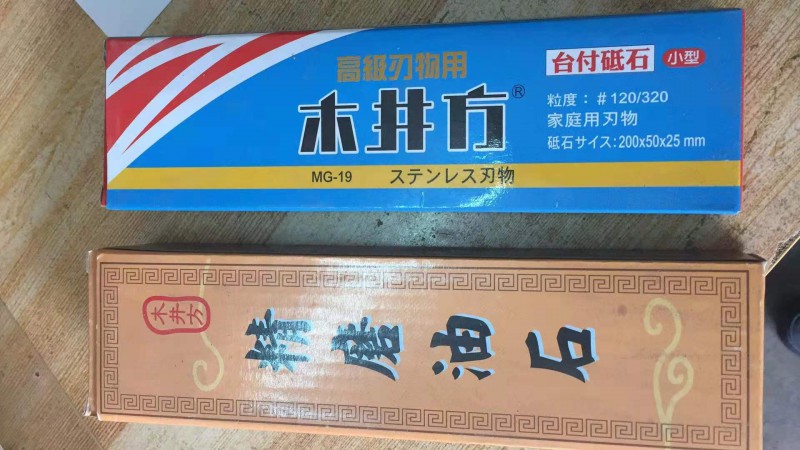 高級刃物用
木井方®
MG-19 ステンレス刃物
台付砥石 小型
粒度：＃120/320
家庭用刃物
砥石サイズ：200x50x25 mm
木井方
精磨油石